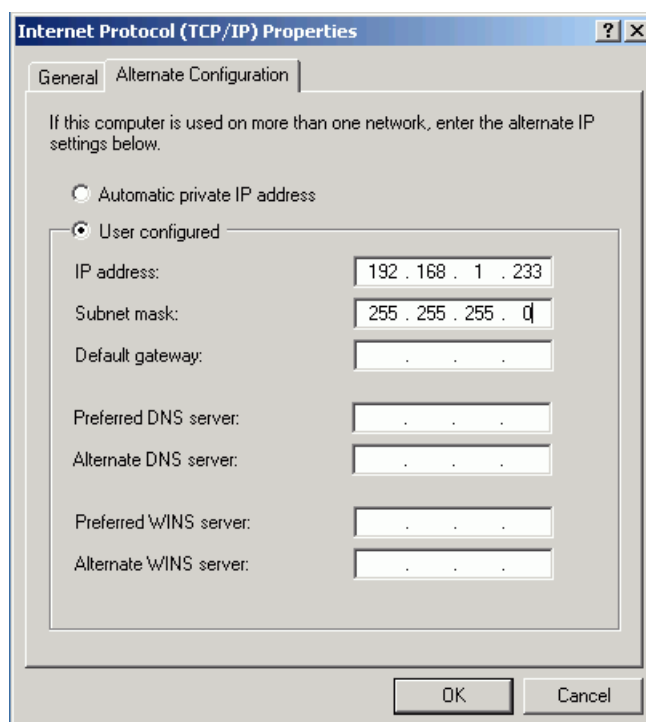 Internet Protocol (TCP/IP) Properties
General
Alternate Configuration
If this computer is used on more than one network, enter the alternate IP
settings below.
Automatic private IP address
User configured
IP address: 192 . 168 . 1 . 233
Subnet mask: 255 . 255 . 255 . 0
Default gateway: . . .
Preferred DNS server: . . .
Alternate DNS server: . . .
Preferred WINS server: . . .
Alternate WINS server: . . .
OK Cancel